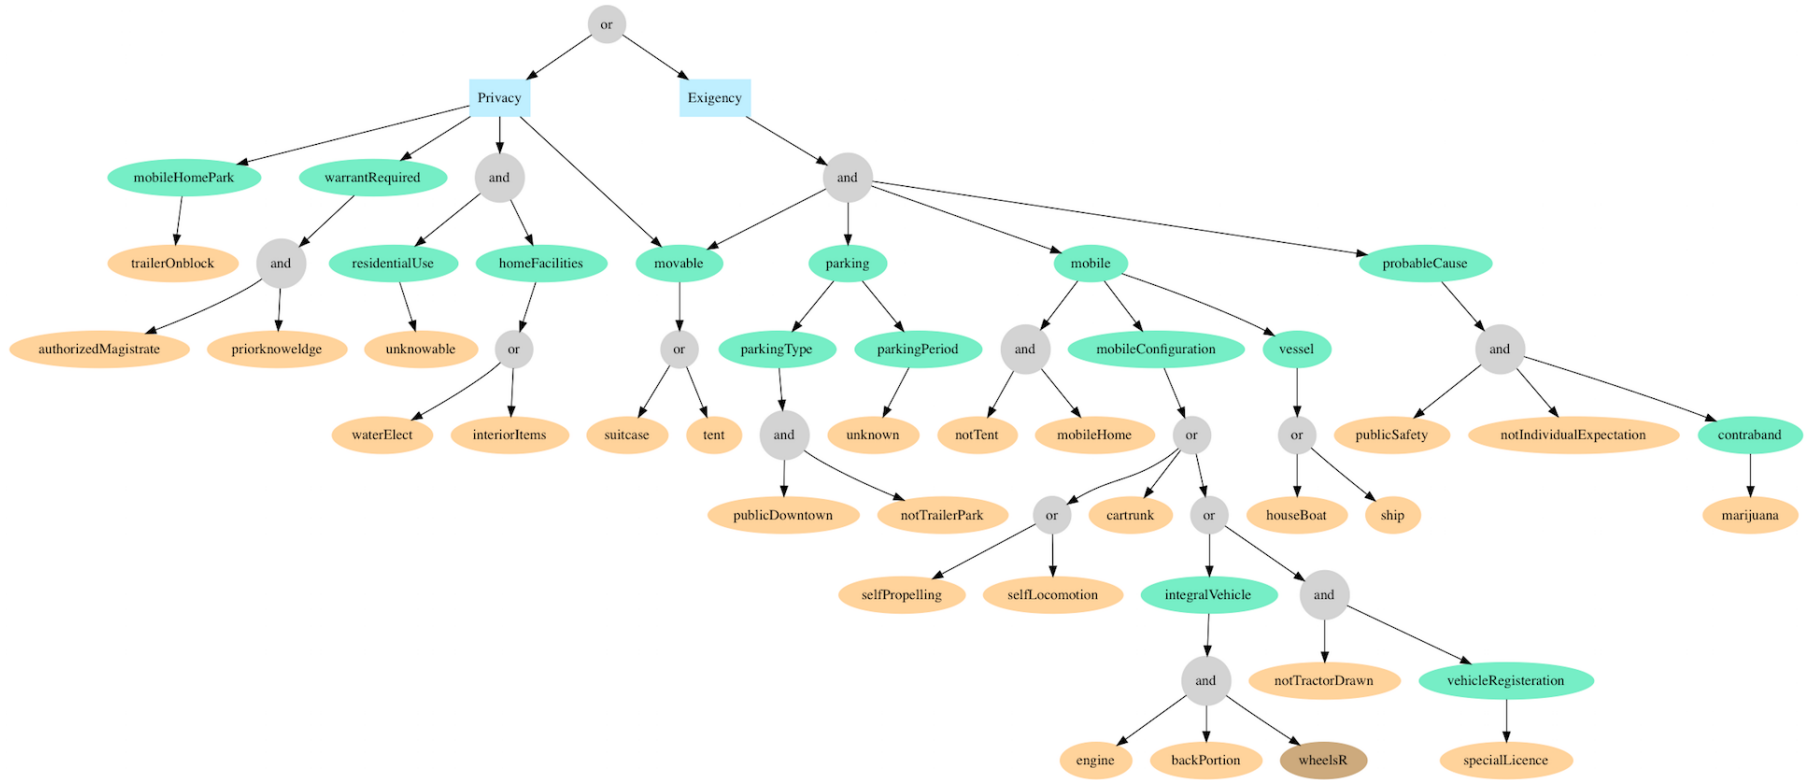 or
Privacy
Exigency
mobileHomePark
warrantRequired
and
and
trailerOnblock
and
residentialUse
homeFacilities
movable
parking
mobile
probableCause
authorizedMagistrate
priorknoweldge
unknowable
or
or
parkingType
parkingPeriod
and
mobileConfiguration
vessel
and
waterElect
interiorItems
suitcase
tent
and
unknown
notTent
mobileHome
or
or
publicSafety
notIndividualExpectation
contraband
publicDowntown
notTrailerPark
or
cartrunk
or
houseBoat
ship
marijuana
selfPropelling
selfLocomotion
integralVehicle
and
and
notTractorDrawn
vehicleRegisteration
engine
backPortion
wheelsR
specialLicence